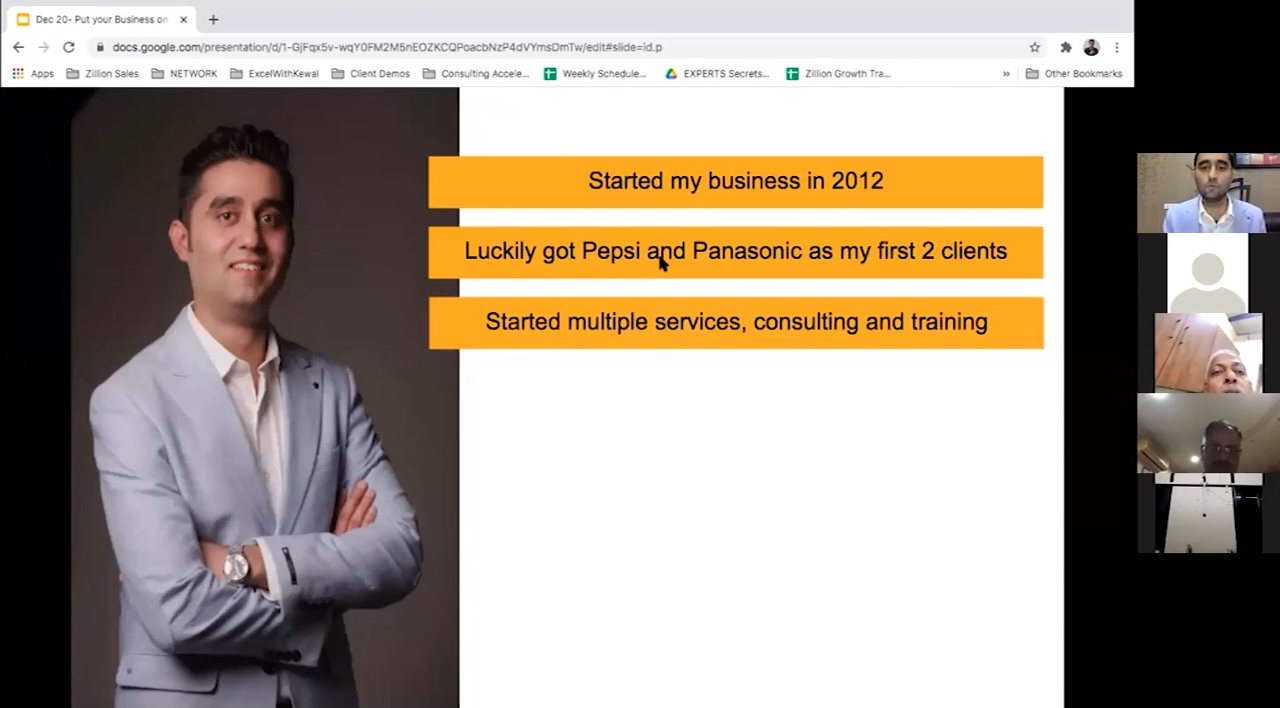 Dec 20- Put your Business on
docs.google.com/presentation/d/1-GjFqx5v-wqY0FM2M5nEOZKCQPoacbNzP4dVYmsDmTw/edit#slide=id.p
Apps Zillion Sales NETWORK ExcelWithKewal Client Demos Consulting Accele... Weekly Schedule... EXPERTS Secrets... Zillion Growth Tra... » Other Bookmarks
Started my business in 2012
Luckily got Pepsi and Panasonic as my first 2 clients
Started multiple services, consulting and training